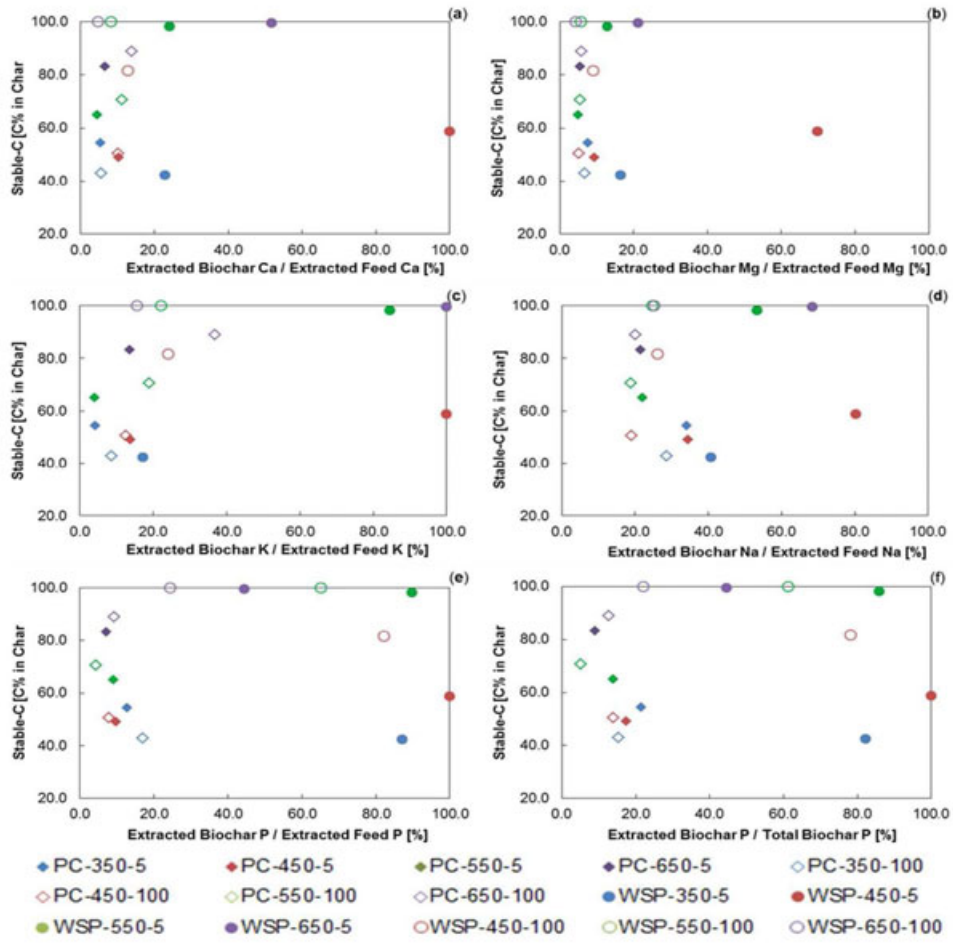 (a) (b)
100.0 100.0
80.0 80.0
60.0 60.0
40.0 40.0
20.0 20.0
Stable-C [C% in Char] Stable-C [C% in Char]
0.0 20.0 40.0 60.0 80.0 100.0 0.0 20.0 40.0 60.0 80.0 100.0
Extracted Biochar Ca / Extracted Feed Ca [%] Extracted Biochar Mg / Extracted Feed Mg [%]
(c) (d)
100.0 100.0
80.0 80.0
60.0 60.0
40.0 40.0
20.0 20.0
Stable-C [C% in Char] Stable-C [C% in Char]
0.0 20.0 40.0 60.0 80.0 100.0 0.0 20.0 40.0 60.0 80.0 100.0
Extracted Biochar K / Extracted Feed K [%] Extracted Biochar Na / Extracted Feed Na [%]
(e) (f)
100.0 100.0
80.0 80.0
60.0 60.0
40.0 40.0
20.0 20.0
Stable-C [C% in Char Stable-C [C% in Char
0.0 20.0 40.0 60.0 80.0 100.0 0.0 20.0 40.0 60.0 80.0 100.0
Extracted Biochar P / Extracted Feed P [%] Extracted Biochar P / Total Biochar P [%]
PC-350-5 PC-450-5 PC-550-5 PC-650-5 PC-350-100
PC-450-100 PC-550-100 PC-650-100 WSP-350-5 WSP-450-5
WSP-550-5 WSP-650-5 WSP-450-100 WSP-550-100 WSP-650-100